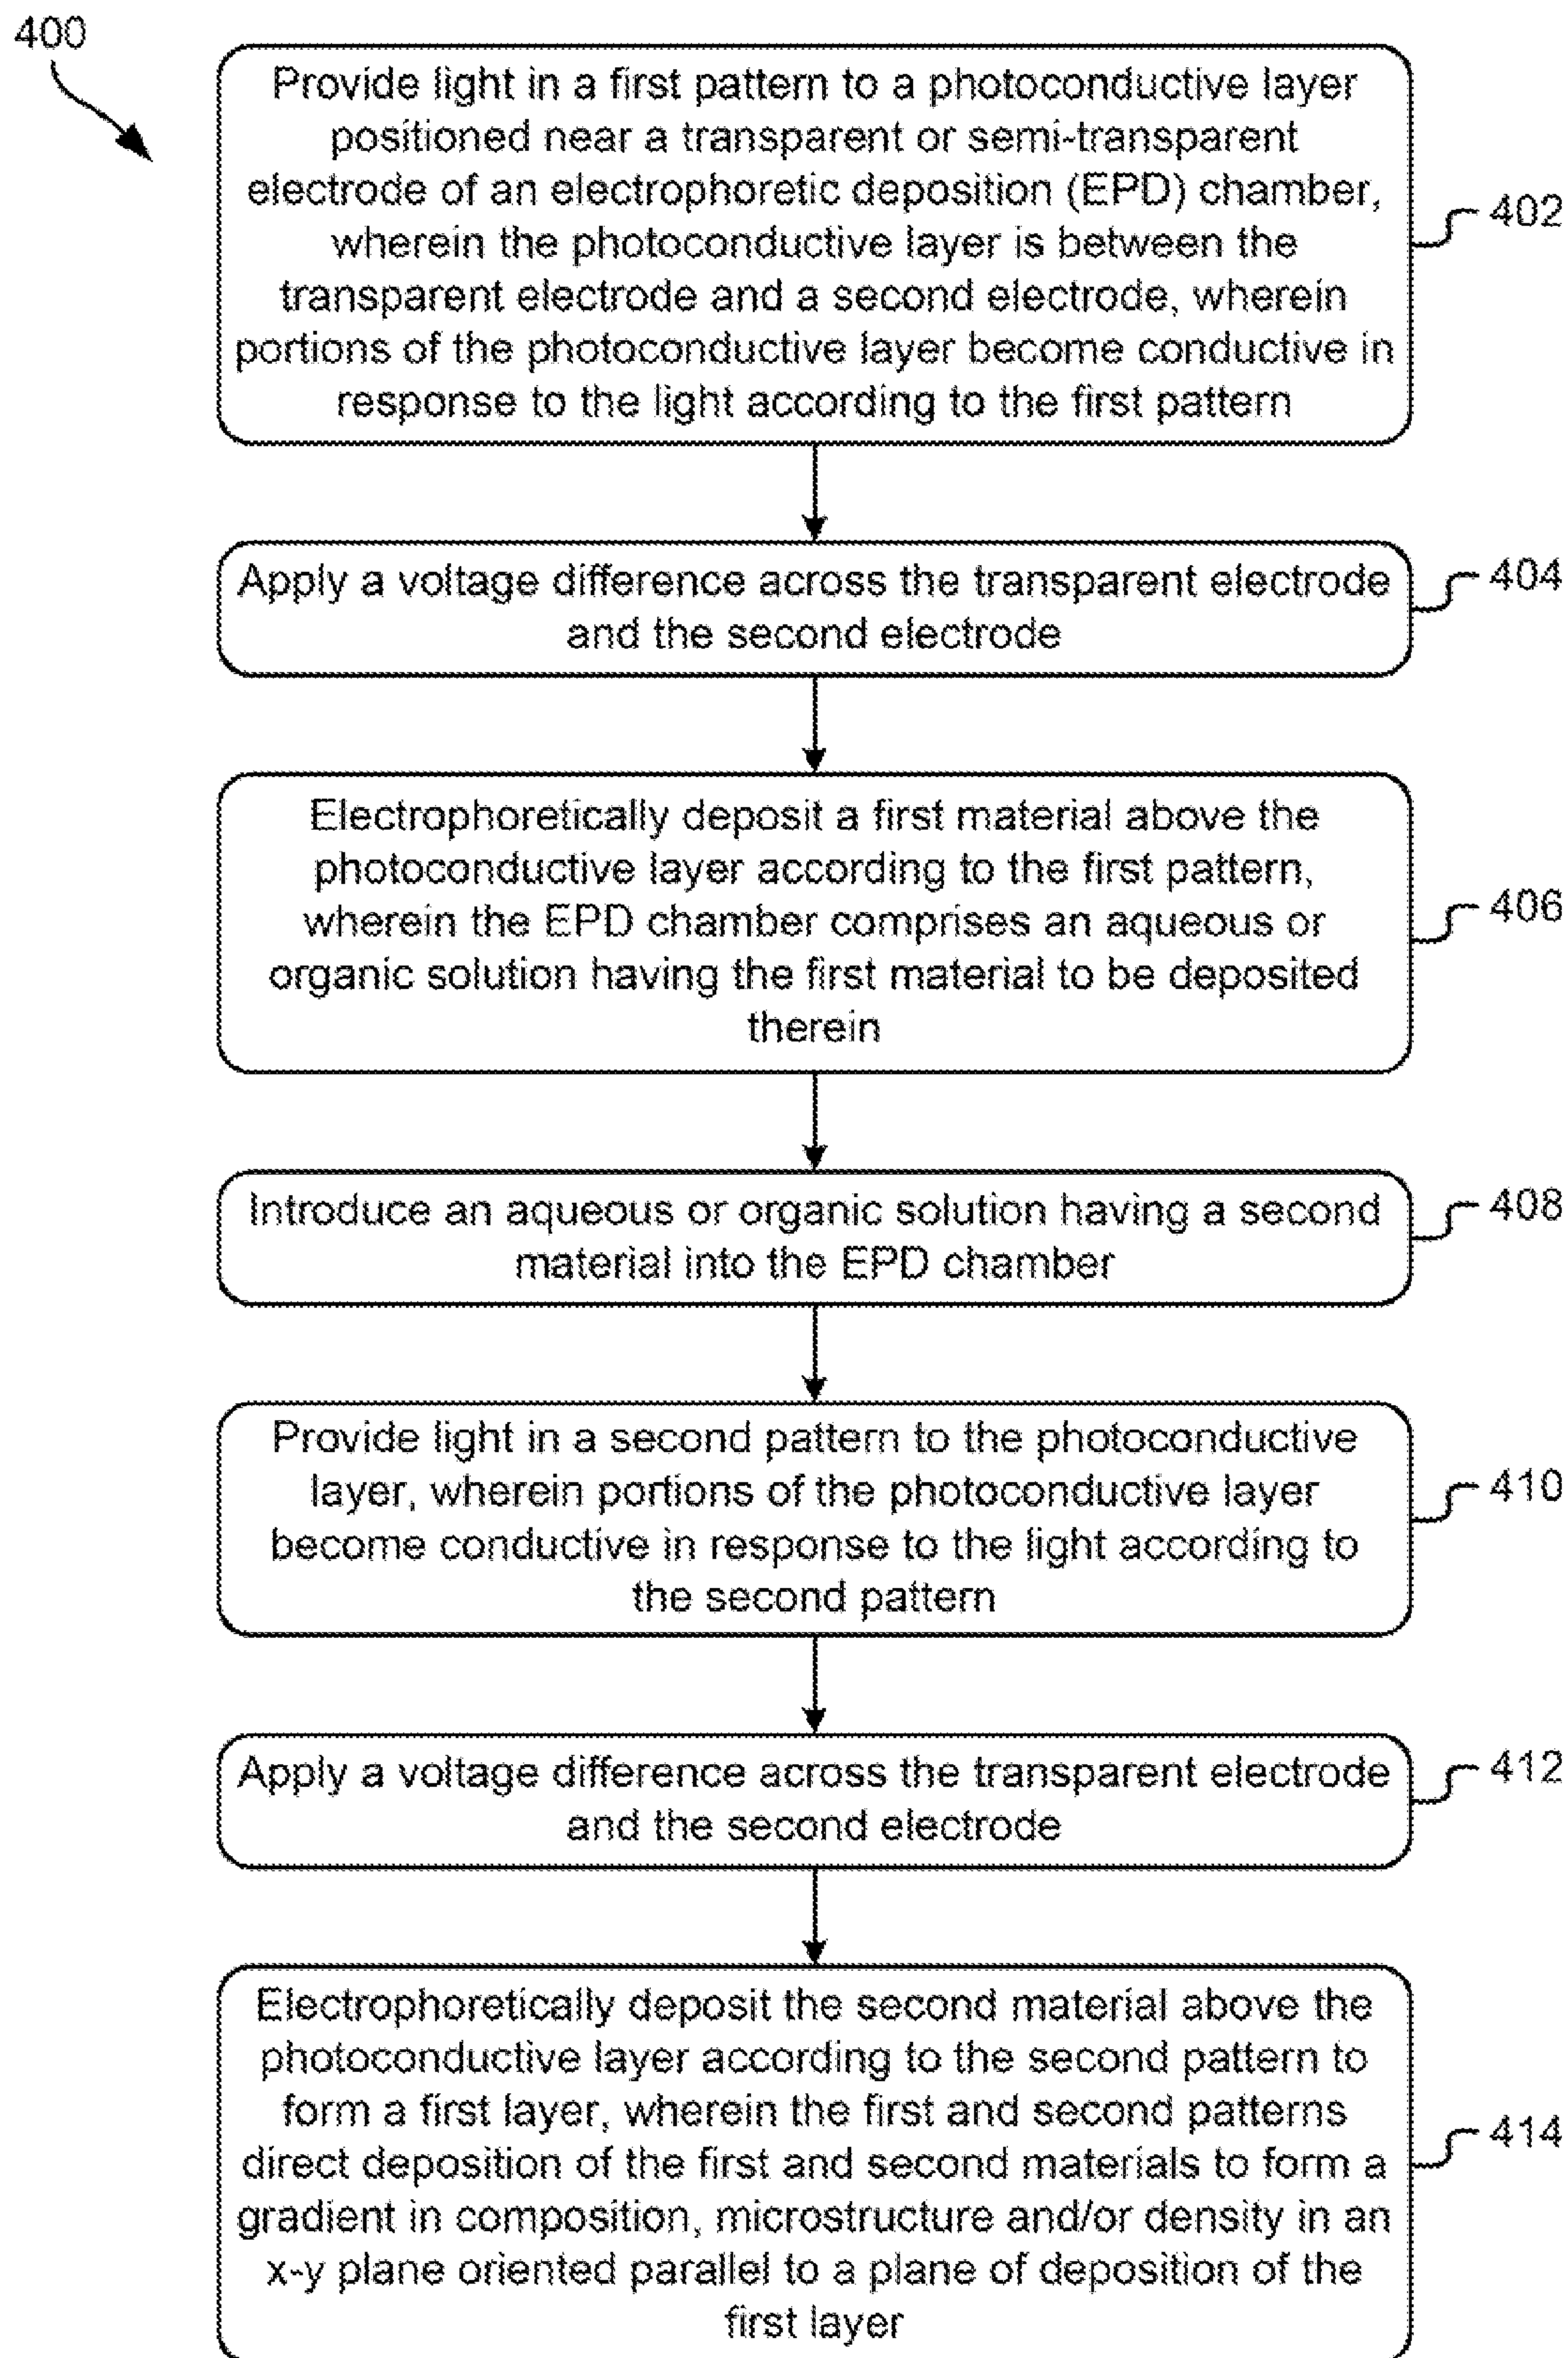 400
Provide light in a first pattern to a photoconductive layer
positioned near a transparent or semi-transparent
electrode of an electrophoretic deposition (EPD) chamber,
wherein the photoconductive layer is between the
transparent electrode and a second electrode, wherein
portions of the photoconductive layer become conductive in
response to the light according to the first pattern
402
Apply a voltage difference across the transparent electrode
and the second electrode
404
Electrophoretically deposit a first material above the
photoconductive layer according to the first pattern,
wherein the EPD chamber comprises an aqueous or
organic solution having the first material to be deposited
therein
406
Introduce an aqueous or organic solution having a second
material into the EPD chamber
408
Provide light in a second pattern to the photoconductive
layer, wherein portions of the photoconductive layer
become conductive in response to the light according to
the second pattern
410
Apply a voltage difference across the transparent electrode
and the second electrode
412
Electrophoretically deposit the second material above the
photoconductive layer according to the second pattern to
form a first layer, wherein the first and second patterns
direct deposition of the first and second materials to form a
gradient in composition, microstructure and/or density in an
x-y plane oriented parallel to a plane of deposition of the
first layer
414